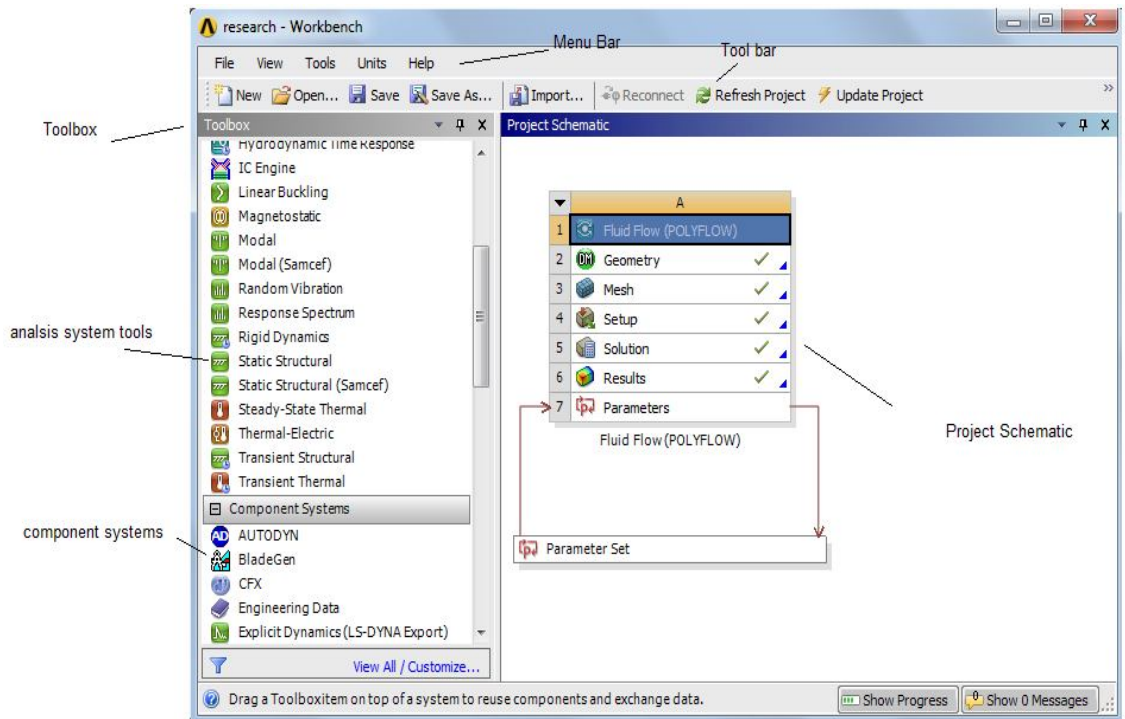 research - Workbench
Menu Bar
Tool bar
File View Tools Units Help
New Open... Save Save As... Import... Reconnect Refresh Project Update Project »
Toolbox
Toolbox
Project Schematic
Hydrodynamic Time Response
IC Engine
Linear Buckling
Magnetostatic
Modal
Modal (Samcef)
Random Vibration
Response Spectrum
Rigid Dynamics
analsis system tools
Static Structural
Static Structural (Samcef)
Steady-State Thermal
Thermal-Electric
Transient Structural
Transient Thermal
Component Systems
component systems
AUTODYN
BladeGen
CFX
Engineering Data
Explicit Dynamics (LS-DYNA Export)
View All / Customize...
A
1 Fluid Flow (POLYFLOW)
2 DM Geometry
3 Mesh
4 Setup
5 Solution
6 Results
7 Parameters
Fluid Flow (POLYFLOW)
Project Schematic
Parameter Set
Drag a Toolboxitem on top of a system to reuse components and exchange data.
Show Progress
0 Show 0 Messages